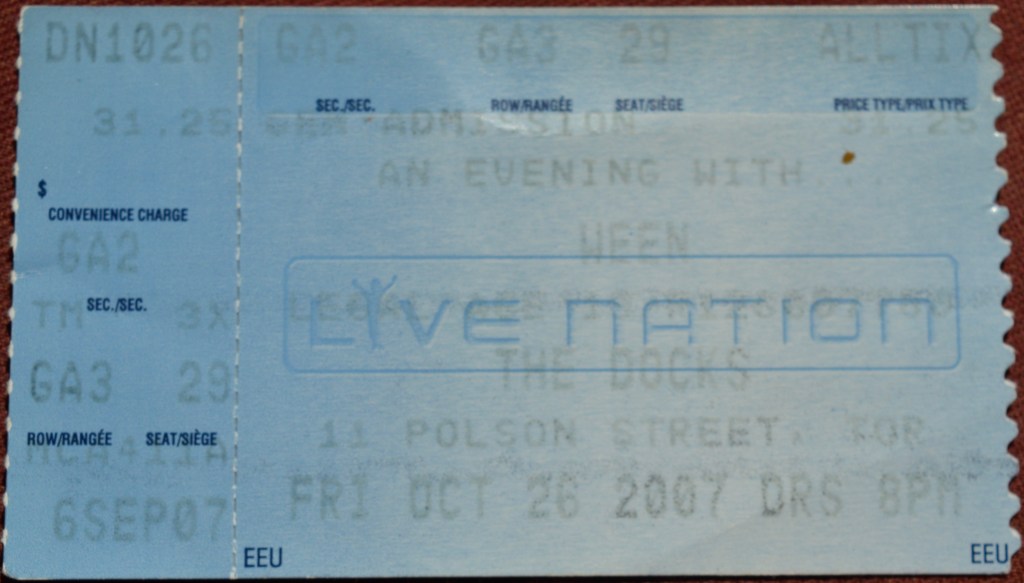 DN1026 GA2 GA3 29 ALLTIX
SEC./SEC. ROW/RANGÉE SEAT/SIÈGE PRICE TYPE/PRIX TYPE
31.25 ADMISSION 31.25
AN EVENING WITH ...
$
CONVENIENCE CHARGE
WEEN
GA2
LIVE NATION
SEC./SEC.
TM 3X
THE DOCKS
GA3 29
11 POLSON STREET, TOR
ROW/RANGÉE SEAT/SIÈGE
MCA411A
FRI OCT 26 2007 DRS 8PM
6SEP07
EEU EEU